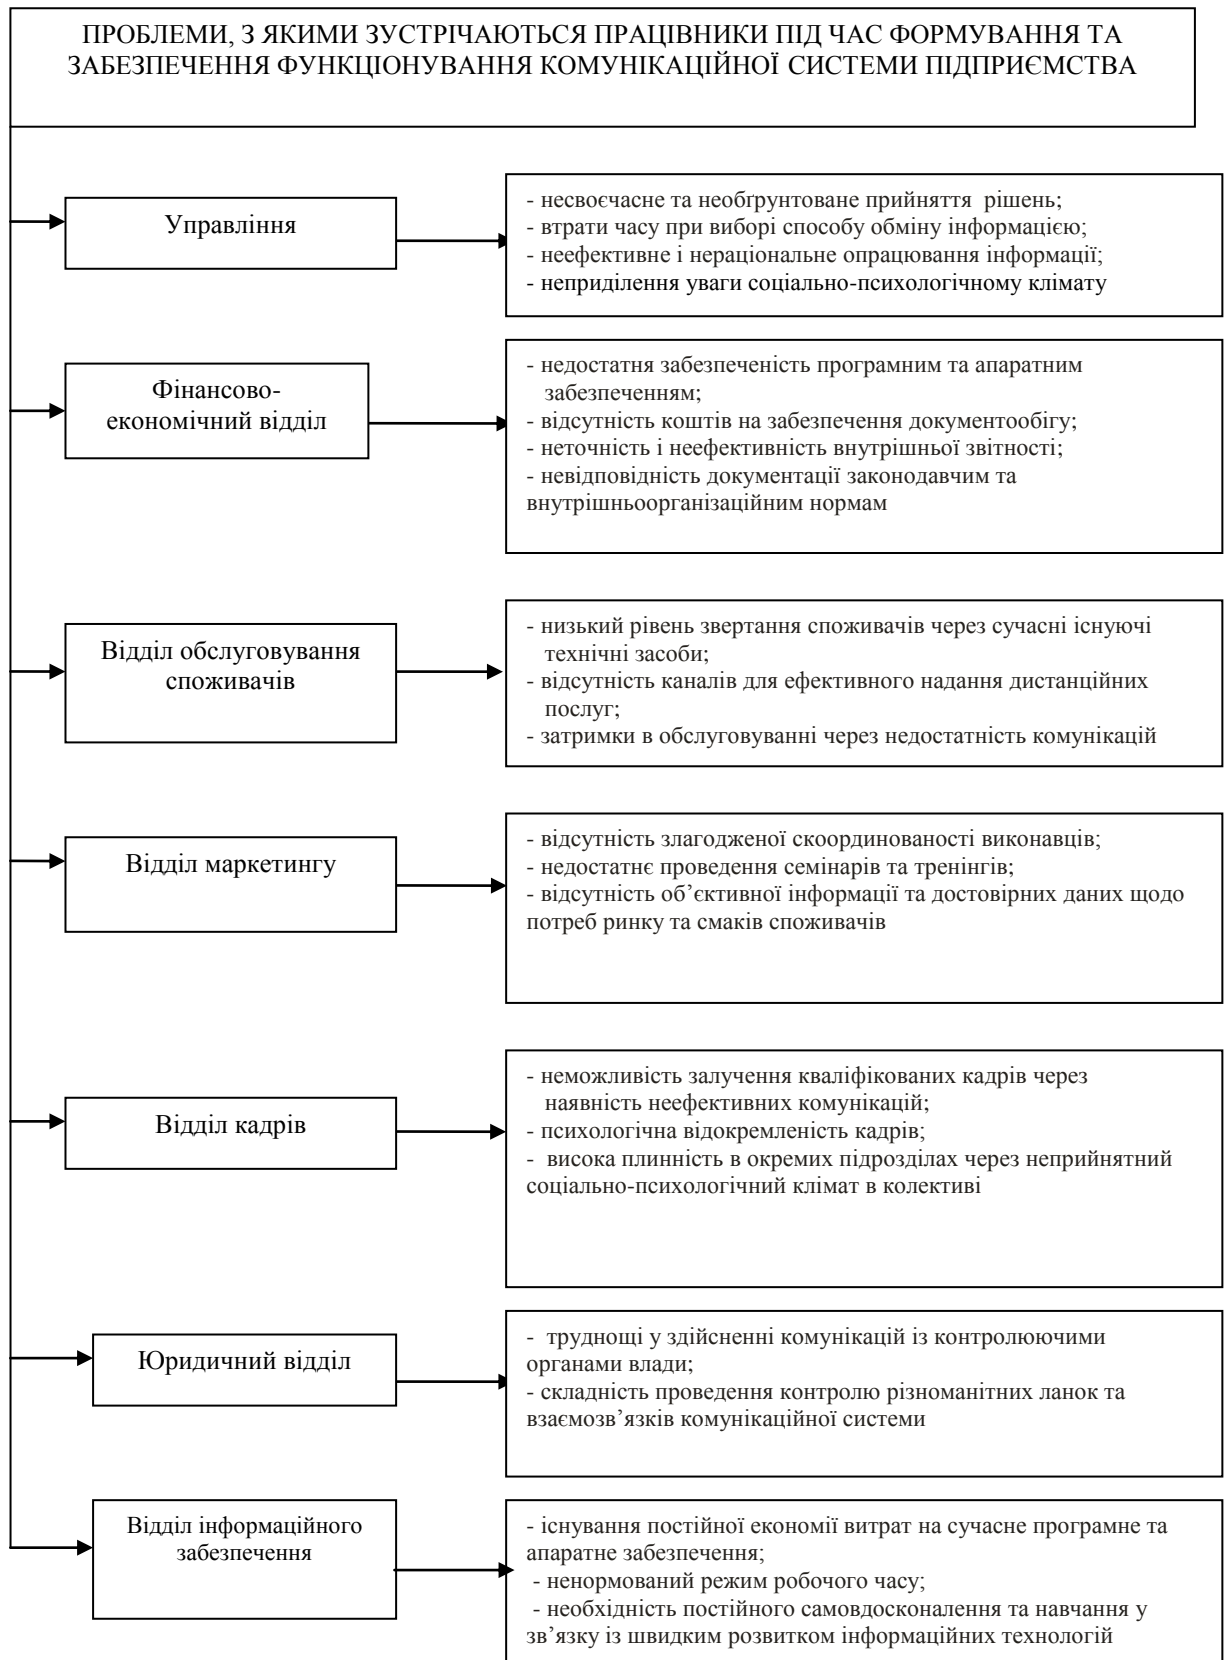 ПРОБЛЕМИ, З ЯКИМИ ЗУСТРІЧАЮТЬСЯ ПРАЦІВНИКИ ПІД ЧАС ФОРМУВАННЯ ТА
ЗАБЕЗПЕЧЕННЯ ФУНКЦІОНУВАННЯ КОМУНІКАЦІЙНОЇ СИСТЕМИ ПІДПРИЄМСТВА
Управління
- несвоєчасне та необґрунтоване прийняття рішень;
- втрати часу при виборі способу обміну інформацією;
- неефективне і нераціональне опрацювання інформації;
- неприділення уваги соціально-психологічному клімату
Фінансово-
економічний відділ
- недостатня забезпеченість програмним та апаратним
забезпеченням;
- відсутність коштів на забезпечення документообігу;
- неточність і неефективність внутрішньої звітності;
- невідповідність документації законодавчим та
внутрішньоорганізаційним нормам
Відділ обслуговування
споживачів
- низький рівень звертання споживачів через сучасні існуючі
технічні засоби;
- відсутність каналів для ефективного надання дистанційних
послуг;
- затримки в обслуговуванні через недостатність комунікацій
Відділ маркетингу
- відсутність злагодженої скоординованості виконавців;
- недостатнє проведення семінарів та тренінгів;
- відсутність об’єктивної інформації та достовірних даних щодо
потреб ринку та смаків споживачів
Відділ кадрів
- неможливість залучення кваліфікованих кадрів через
наявність неефективних комунікацій;
- психологічна відокремленість кадрів;
- висока плинність в окремих підрозділах через неприйнятний
соціально-психологічний клімат в колективі
Юридичний відділ
- труднощі у здійсненні комунікацій із контролюючими
органами влади;
- складність проведення контролю різноманітних ланок та
взаємозв’язків комунікаційної системи
Відділ інформаційного
забезпечення
- існування постійної економії витрат на сучасне програмне та
апаратне забезпечення;
- ненормований режим робочого часу;
- необхідність постійного самовдосконалення та навчання у
зв’язку із швидким розвитком інформаційних технологій